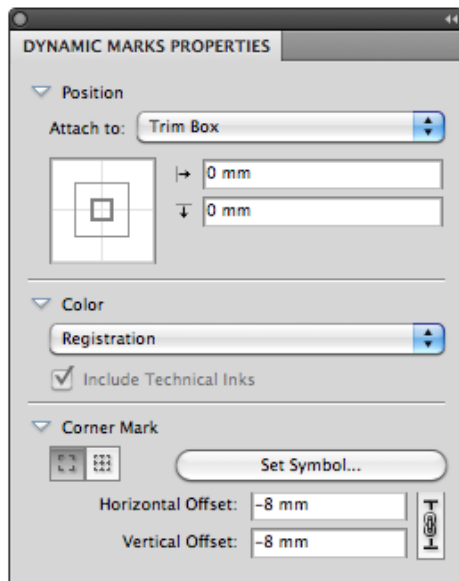 DYNAMIC MARKS PROPERTIES
Position
Attach to: Trim Box
0 mm
0 mm
Color
Registration
Include Technical Inks
Corner Mark
Set Symbol...
Horizontal Offset: -8 mm
Vertical Offset: -8 mm